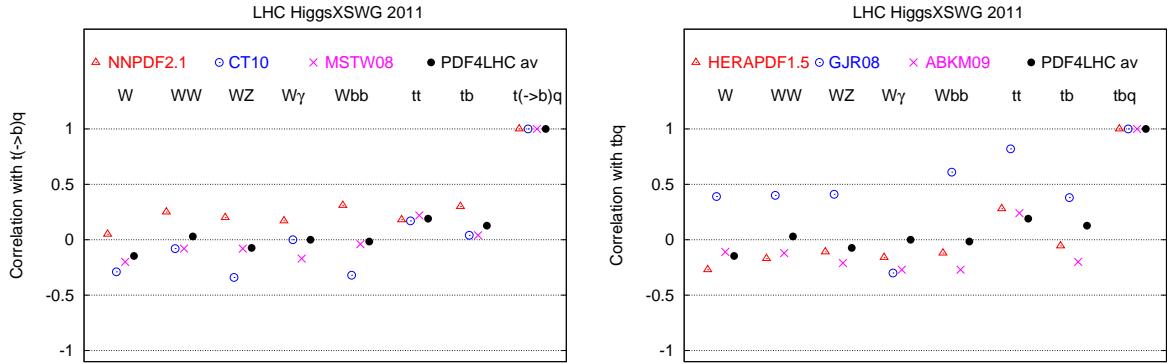 LHC HiggsXSWG 2011
NNPDF2.1 CT10 MSTW08 PDF4LHC av
W WW WZ Wγ Wbb tt tb t(->b)q
1
0.5
0
-0.5
-1
Correlation with t(->b)q
LHC HiggsXSWG 2011
HERAPDF1.5 GJR08 ABKM09 PDF4LHC av
W WW WZ Wγ Wbb tt tb tbq
1
0.5
0
-0.5
-1
Correlation with tbq